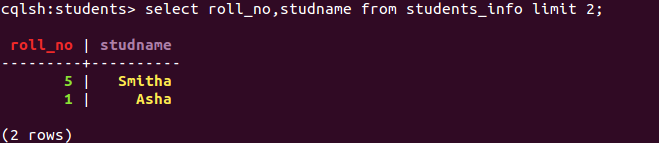 cqlsh:students> select roll_no,studname from students_info limit 2;
roll_no | studname
---------+----------
5 | Smitha
1 | Asha
(2 rows)